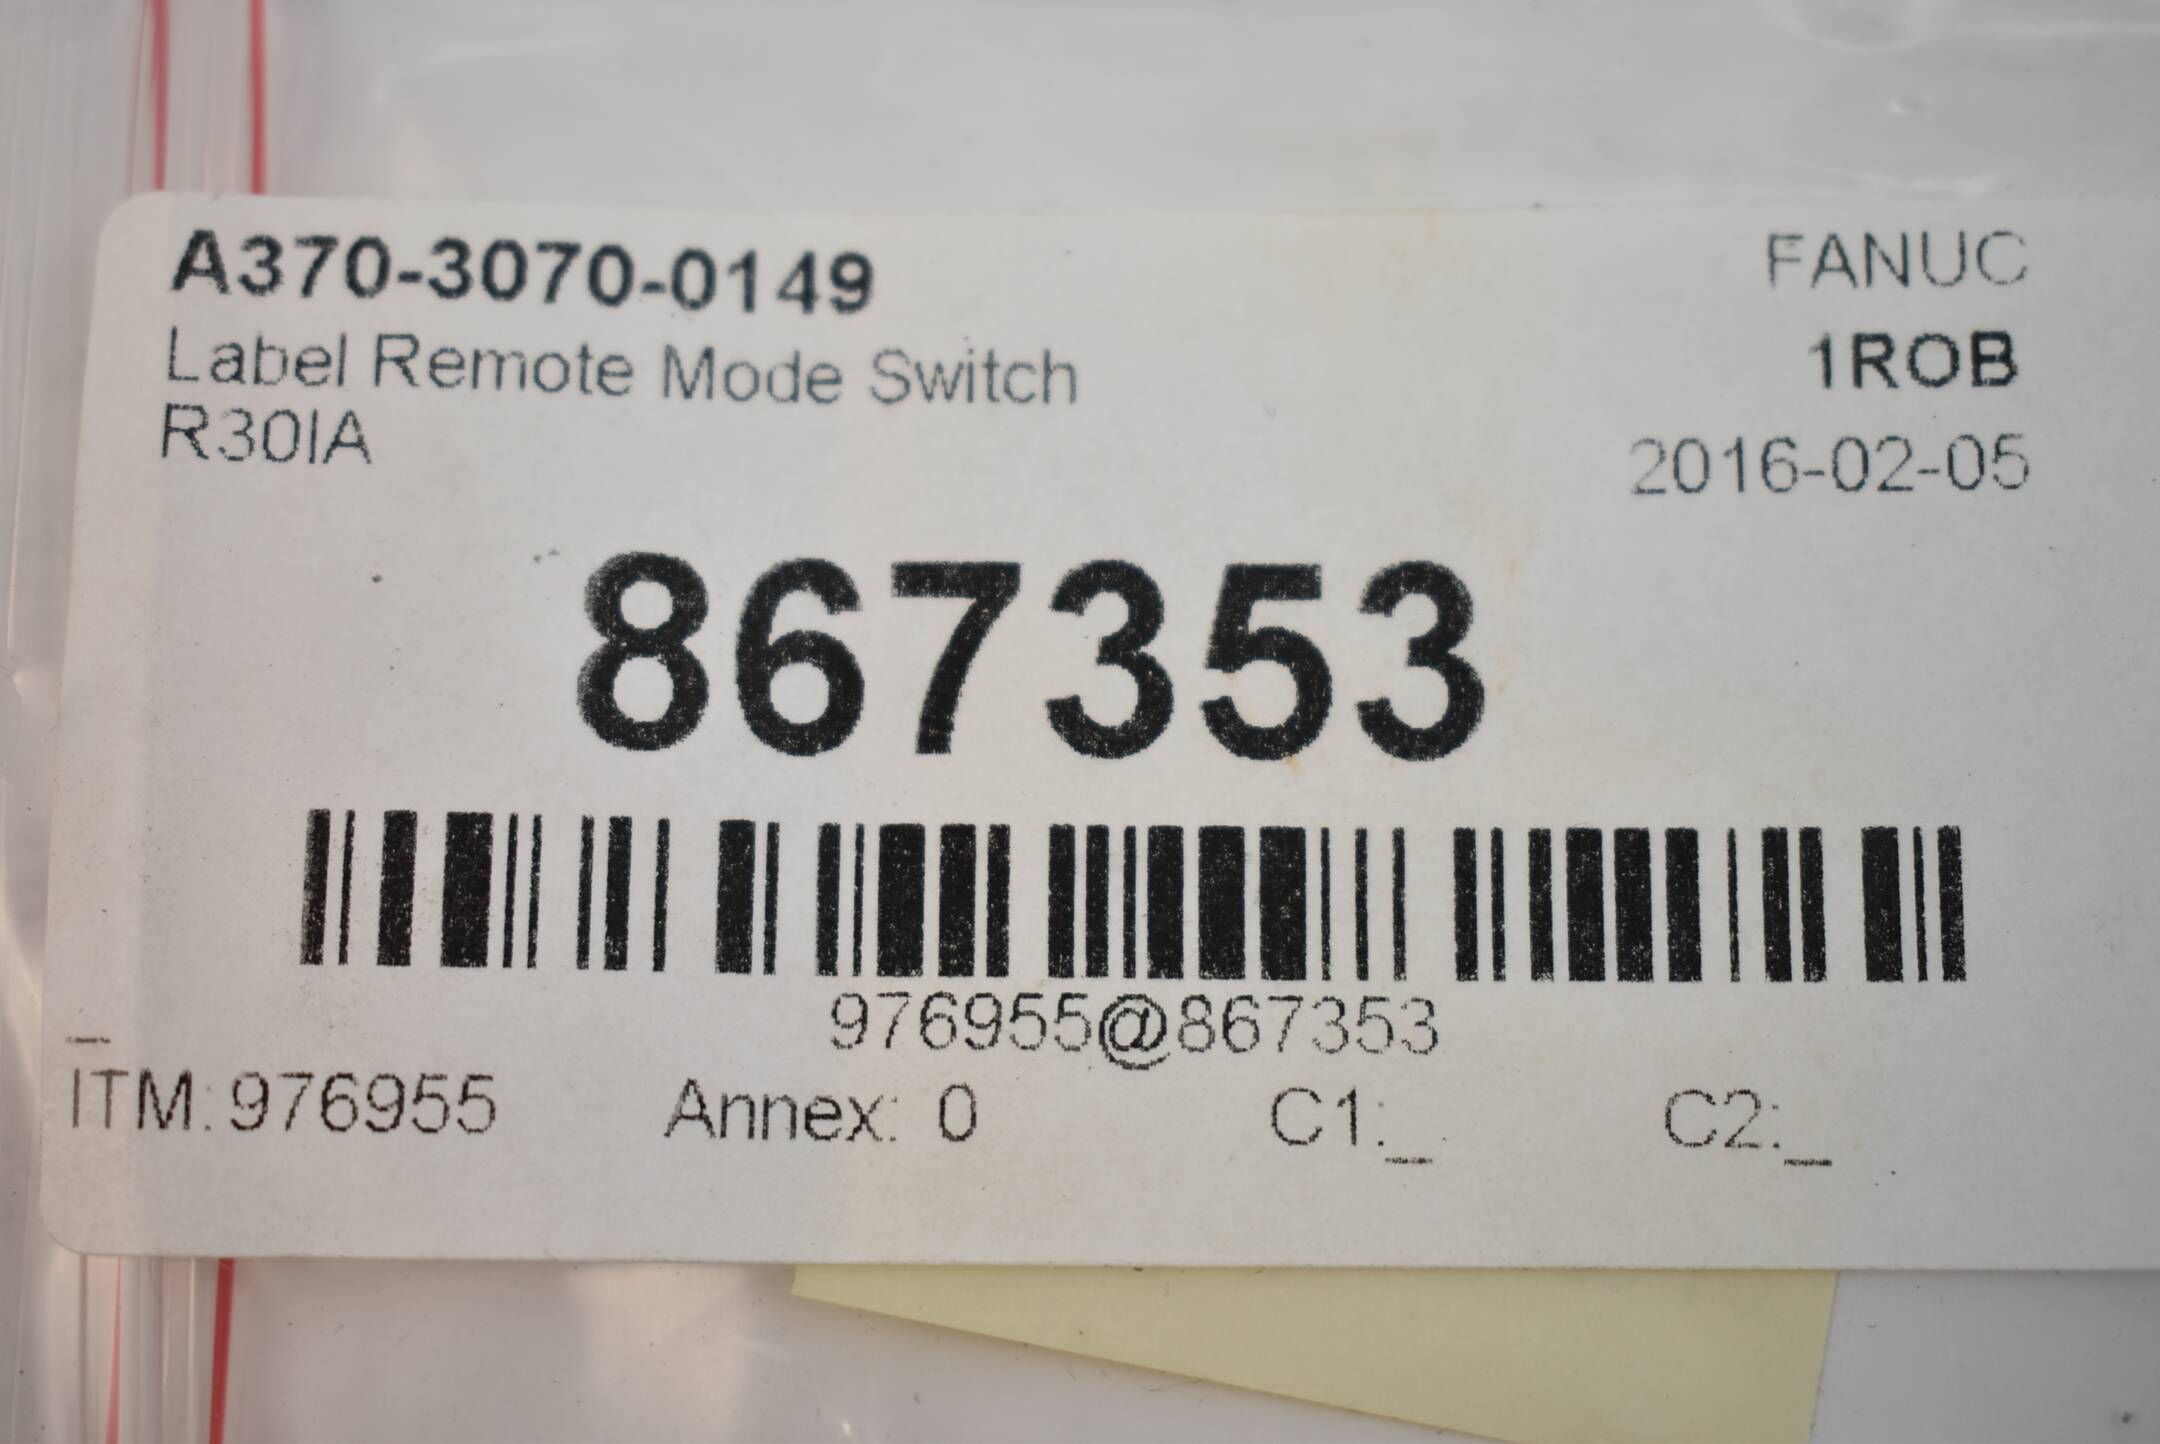 A370-3070-0149
FANUC
Label Remote Mode Switch
1ROB
R30IA
2016-02-05
867353
976955@867353
_
ITM: 976955 Annex: 0 C1:_ C2:_